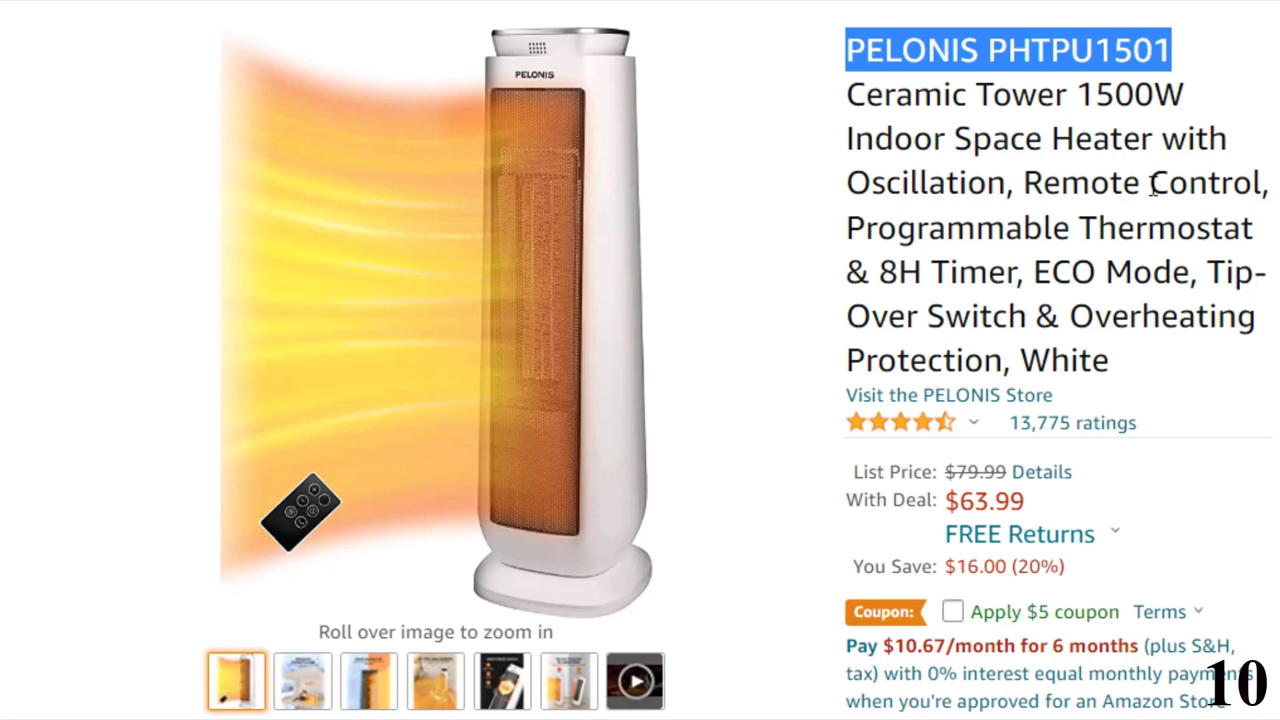 PELONIS
PELONIS PHTPU1501
Ceramic Tower 1500W
Indoor Space Heater with
Oscillation, Remote Control,
Programmable Thermostat
& 8H Timer, ECO Mode, Tip-
Over Switch & Overheating
Protection, White
Visit the PELONIS Store
13,775 ratings
List Price: $79.99 Details
With Deal: $63.99
FREE Returns
You Save: $16.00 (20%)
Coupon: Apply $5 coupon Terms
Pay $10.67/month for 6 months (plus S&H,
tax) with 0% interest equal monthly payments
when you're approved for an Amazon Store
Roll over image to zoom in
10